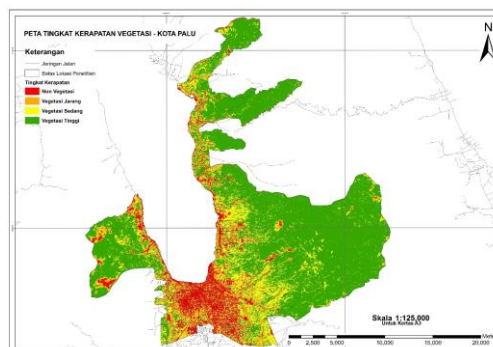 PETA TINGKAT KERAPATAN VEGETASI - KOTA PALU
Keterangan
Jaringan Jalan
Batas Lokasi Penelitian
Tingkat Kerapatan
Non Vegetasi
Vegetasi Jarang
Vegetasi Sedang
Vegetasi Tinggi
Skala 1:125,000
Untuk Kertas A3
0 2,500 5,000 10,000 15,000 20,000